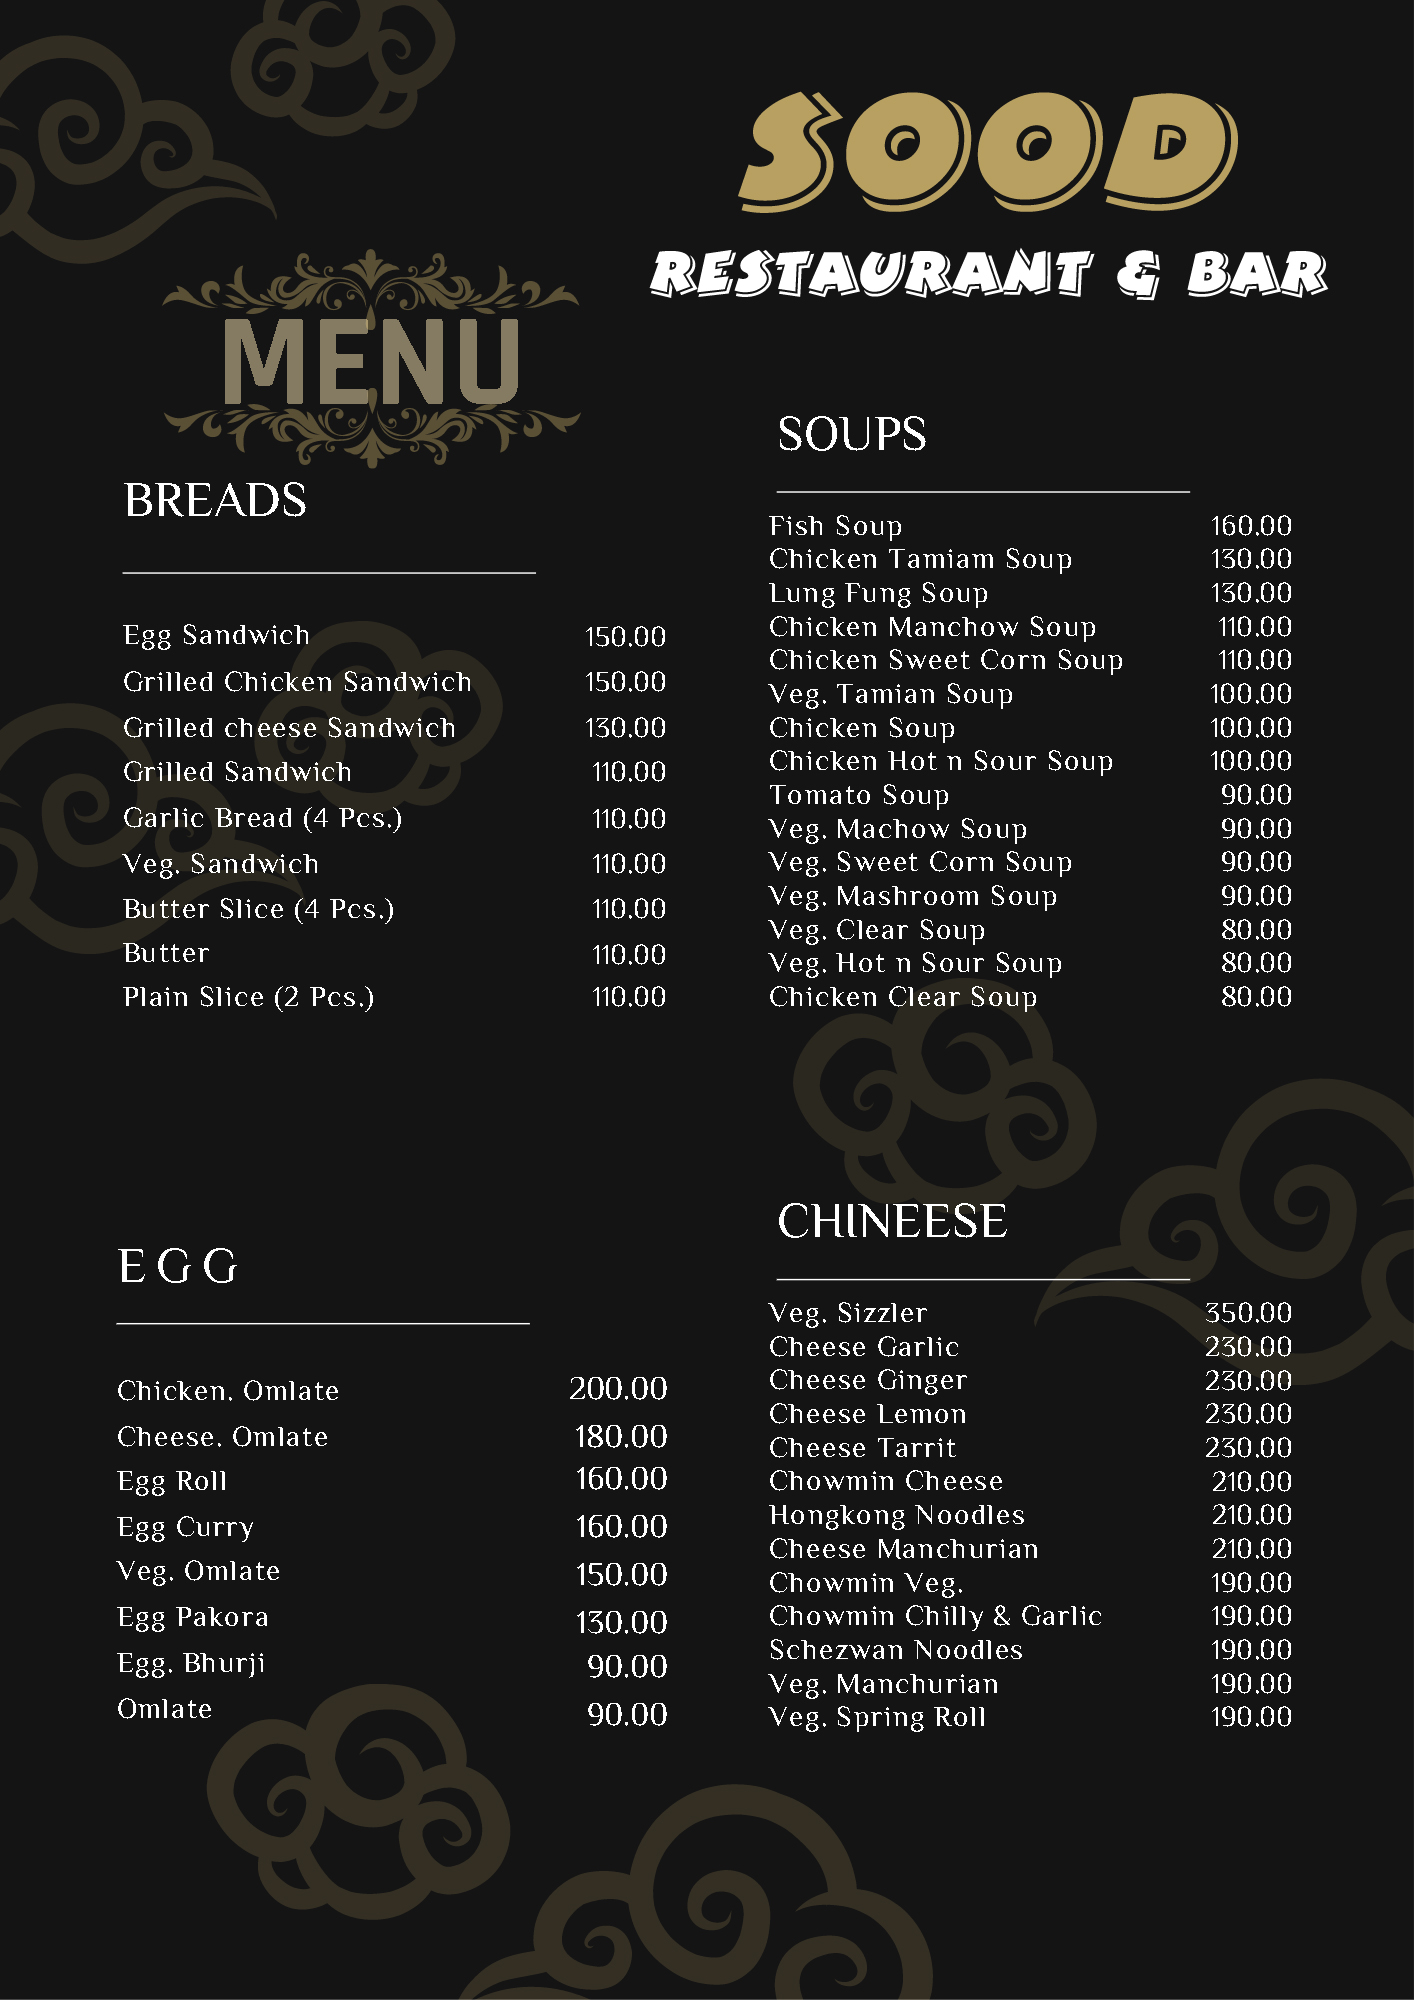 SOOD
RESTAURANT & BAR
MENU
BREADS
Egg Sandwich 150.00
Grilled Chicken Sandwich 150.00
Grilled cheese Sandwich 130.00
Grilled Sandwich 110.00
Garlic Bread (4 Pcs.) 110.00
Veg. Sandwich 110.00
Butter Slice (4 Pcs.) 110.00
Butter 110.00
Plain Slice (2 Pcs.) 110.00
EGG
Chicken. Omlate 200.00
Cheese. Omlate 180.00
Egg Roll 160.00
Egg Curry 160.00
Veg. Omlate 150.00
Egg Pakora 130.00
Egg. Bhurji 90.00
Omlate 90.00
SOUPS
Fish Soup 160.00
Chicken Tamiam Soup 130.00
Lung Fung Soup 130.00
Chicken Manchow Soup 110.00
Chicken Sweet Corn Soup 110.00
Veg. Tamian Soup 100.00
Chicken Soup 100.00
Chicken Hot n Sour Soup 100.00
Tomato Soup 90.00
Veg. Machow Soup 90.00
Veg. Sweet Corn Soup 90.00
Veg. Mashroom Soup 90.00
Veg. Clear Soup 80.00
Veg. Hot n Sour Soup 80.00
Chicken Clear Soup 80.00
CHINEESE
Veg. Sizzler 350.00
Cheese Garlic 230.00
Cheese Ginger 230.00
Cheese Lemon 230.00
Cheese Tarrit 230.00
Chowmin Cheese 210.00
Hongkong Noodles 210.00
Cheese Manchurian 210.00
Chowmin Veg. 190.00
Chowmin Chilly & Garlic 190.00
Schezwan Noodles 190.00
Veg. Manchurian 190.00
Veg. Spring Roll 190.00